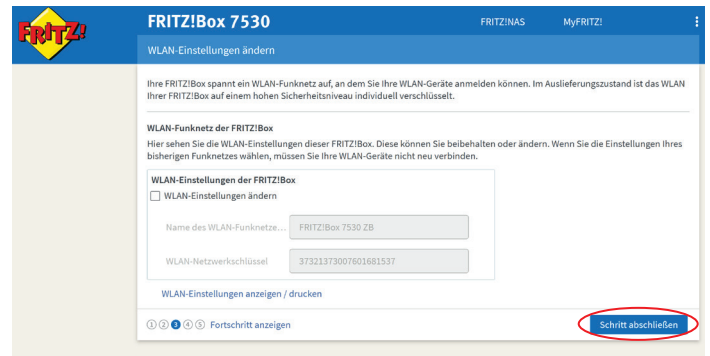 FRITZ!
FRITZ!Box 7530
FRITZ!NAS
MyFRITZ!
WLAN-Einstellungen ändern
Ihre FRITZ!Box spannt ein WLAN-Funknetz auf, an dem Sie Ihre WLAN-Geräte anmelden können. Im Auslieferungszustand ist das WLAN
Ihrer FRITZ!Box auf einem hohen Sicherheitsniveau individuell verschlüsselt.
WLAN-Funknetz der FRITZ!Box
Hier sehen Sie die WLAN-Einstellungen dieser FRITZ!Box. Diese können Sie beibehalten oder ändern. Wenn Sie die Einstellungen Ihres
bisherigen Funknetzes wählen, müssen Sie Ihre WLAN-Geräte nicht neu verbinden.
WLAN-Einstellungen der FRITZ!Box
WLAN-Einstellungen ändern
Name des WLAN-Funknetze... FRITZ!Box 7530 ZB
WLAN-Netzwerkschlüssel 37321373007601681537
WLAN-Einstellungen anzeigen / drucken
1 2 3 4 5 Fortschritt anzeigen
Schritt abschließen